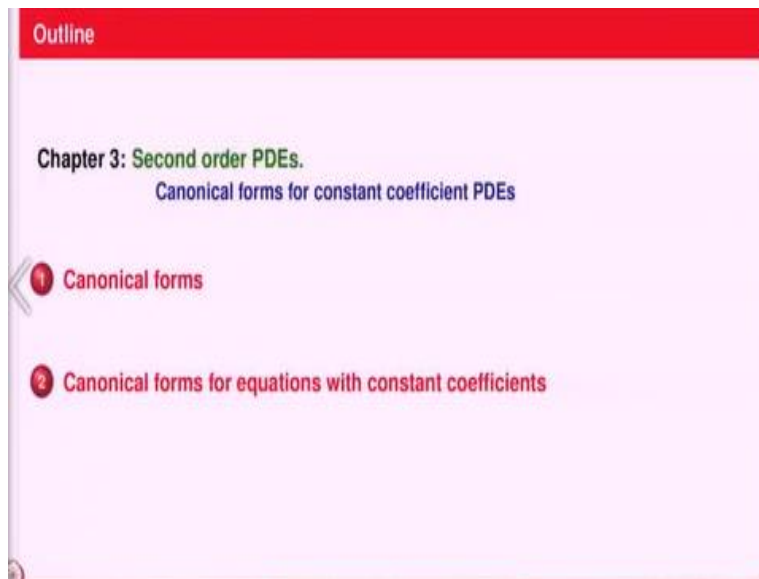 Outline
Chapter 3: Second order PDEs.
Canonical forms for constant coefficient PDEs
1 Canonical forms
2 Canonical forms for equations with constant coefficients